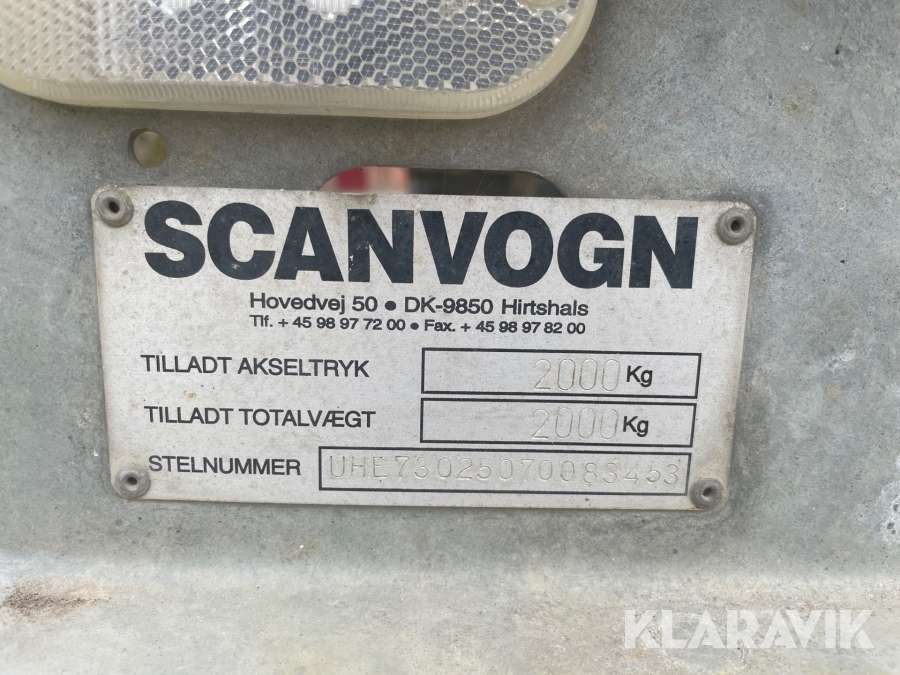 SCANVOGN
Hovedvej 50 • DK-9850 Hirtshals
Tlf. + 45 98 97 72 00 • Fax. + 45 98 97 82 00
TILLADT AKSELTRYK 2000 Kg
TILLADT TOTALVÆGT 2000 Kg
STELNUMMER UHE73025070083453
KLARAVIK